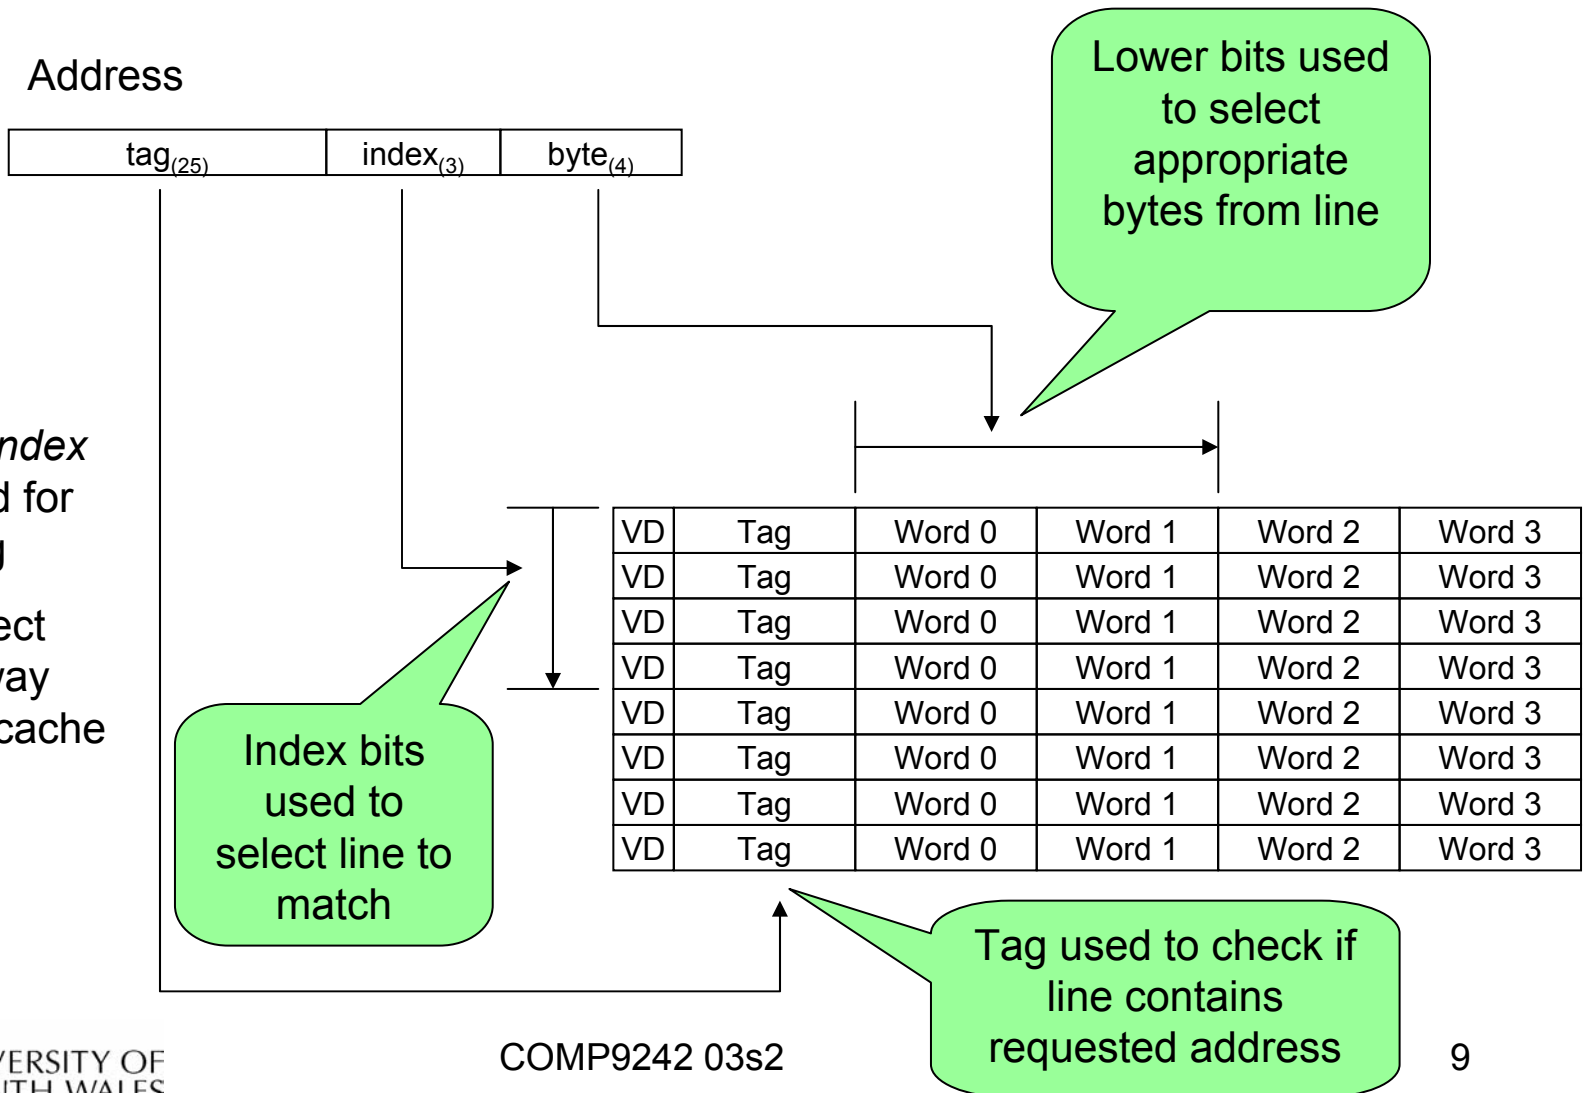 Address
tag(25) index(3) byte(4)
Lower bits used
to select
appropriate
bytes from line
ndex
d for
g
ect
way
cache
VD Tag Word 0 Word 1 Word 2 Word 3
VD Tag Word 0 Word 1 Word 2 Word 3
VD Tag Word 0 Word 1 Word 2 Word 3
VD Tag Word 0 Word 1 Word 2 Word 3
VD Tag Word 0 Word 1 Word 2 Word 3
VD Tag Word 0 Word 1 Word 2 Word 3
VD Tag Word 0 Word 1 Word 2 Word 3
VD Tag Word 0 Word 1 Word 2 Word 3
Index bits
used to
select line to
match
Tag used to check if
line contains
requested address
VERSITY OF
UTH WALES
COMP9242 03s2
9